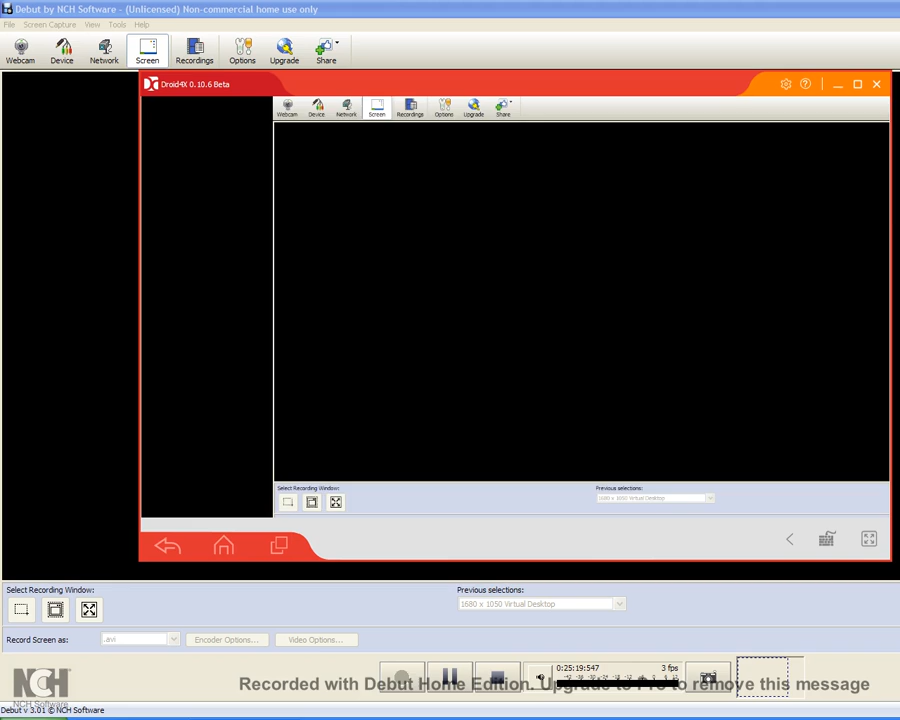 Debut by NCH Software - (Unlicensed) Non-commercial home use only
File Screen Capture View Tools Help
Webcam Device Network Screen Recordings Options Upgrade Share
Droid4X 0.10.6 Beta
Webcam Device Network Screen Recordings Options Upgrade Share
Select Recording Window: Previous selections:
1680 x 1050 Virtual Desktop
Select Recording Window: Previous selections:
1680 x 1050 Virtual Desktop
Record Screen as: .avi Encoder Options... Video Options...
0:25:19:547 3 fps
Recorded with Debut Home Edition. Upgrade to Pro to remove this message
NCH
NCH Software
Debut v 3.01 © NCH Software